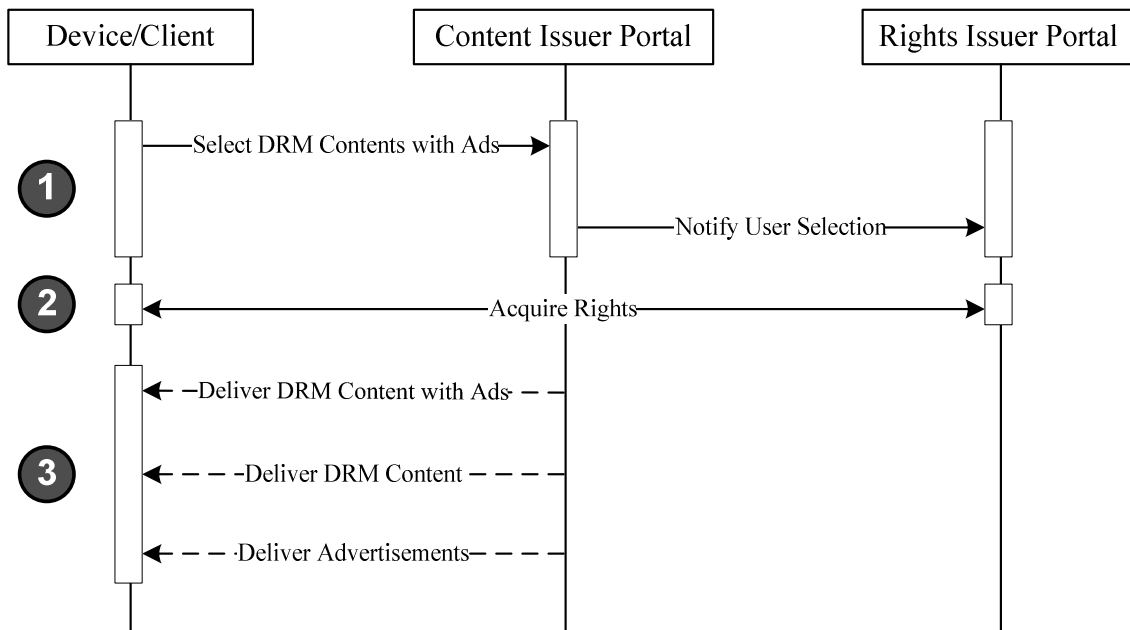 Device/Client
Content Issuer Portal
Rights Issuer Portal
Select DRM Contents with Ads
1
Notify User Selection
2
Acquire Rights
Deliver DRM Content with Ads
3
Deliver DRM Content
Deliver Advertisements